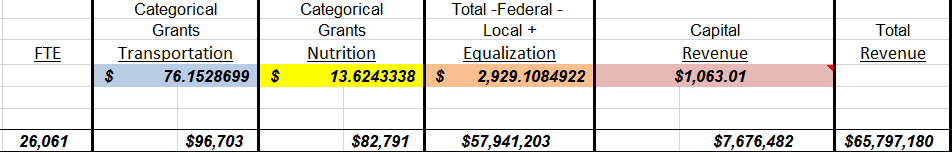 Categorical Categorical Total -Federal -
Grants Grants Local + Capital Total
FTE Transportation Nutrition Equalization Revenue Revenue
$ 76.1528699 $ 13.6243338 $ 2,929.1084922 $1,063.01
26,061 $96,703 $82,791 $57,941,203 $7,676,482 $65,797,180